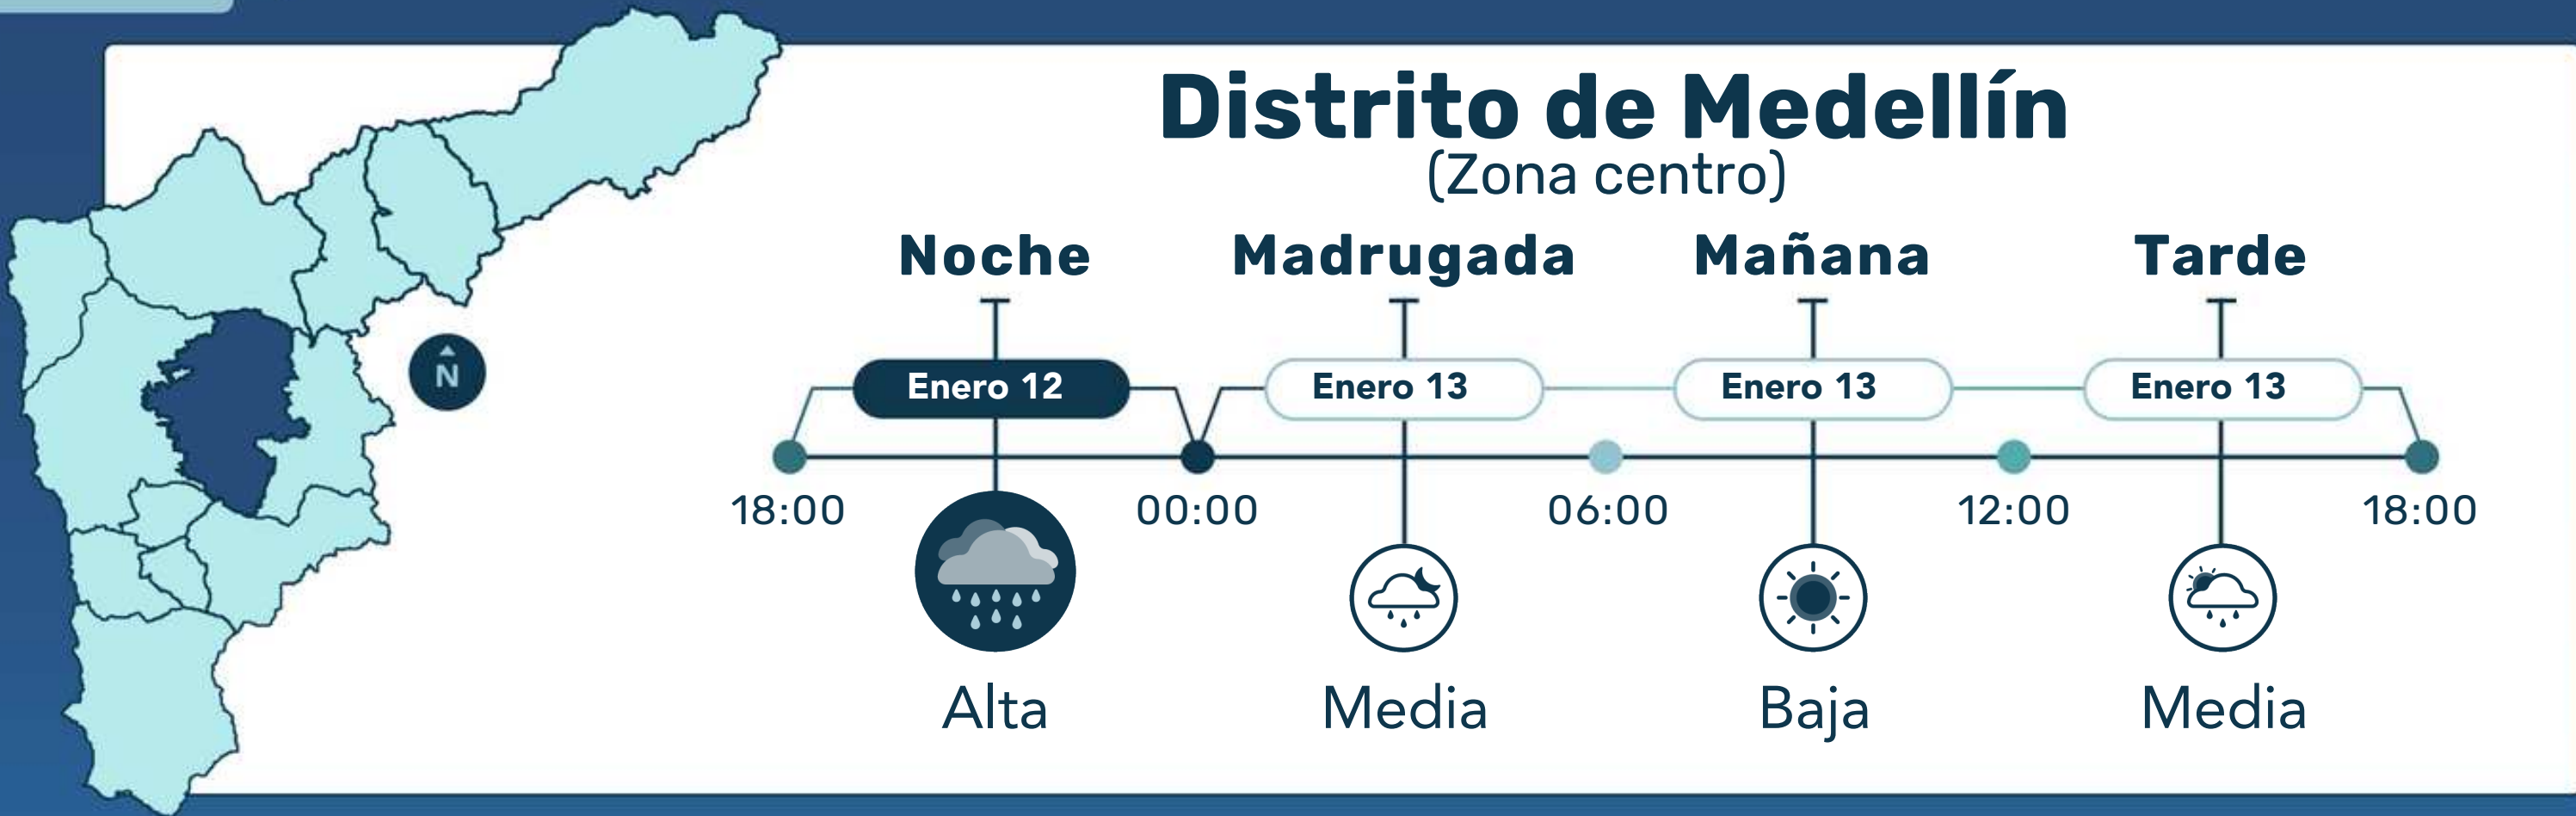 Distrito de Medellín
(Zona centro)
Noche Madrugada Mañana Tarde
Enero 12 Enero 13 Enero 13 Enero 13
N
18:00 00:00 06:00 12:00 18:00
Alta Media Baja Media